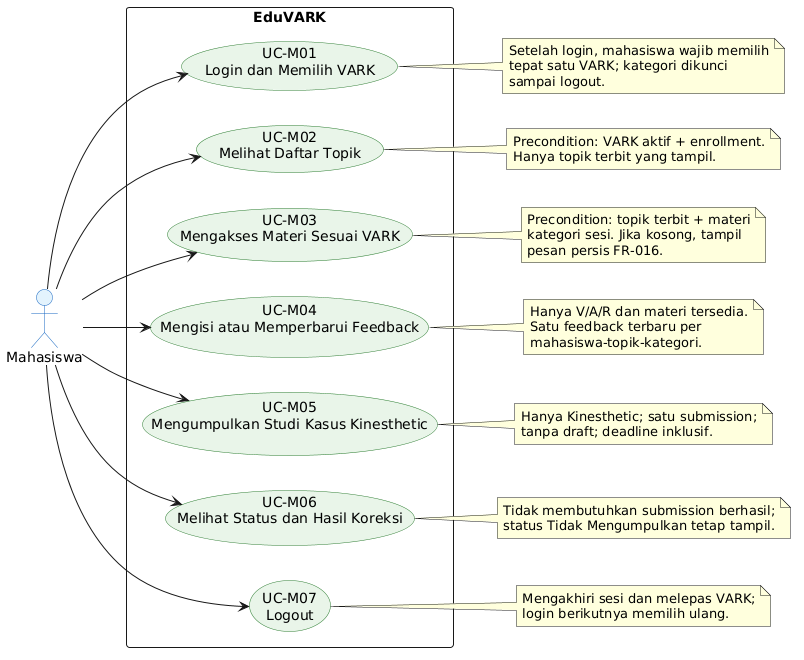 EduVARK
UC-M01
Login dan Memilih VARK
Setelah login, mahasiswa wajib memilih
tepat satu VARK; kategori dikunci
sampai logout.
UC-M02
Melihat Daftar Topik
Precondition: VARK aktif + enrollment.
Hanya topik terbit yang tampil.
UC-M03
Mengakses Materi Sesuai VARK
Precondition: topik terbit + materi
kategori sesi. Jika kosong, tampil
pesan persis FR-016.
Mahasiswa
UC-M04
Mengisi atau Memperbarui Feedback
Hanya V/A/R dan materi tersedia.
Satu feedback terbaru per
mahasiswa-topik-kategori.
UC-M05
Mengumpulkan Studi Kasus Kinesthetic
Hanya Kinesthetic; satu submission;
tanpa draft; deadline inklusif.
UC-M06
Melihat Status dan Hasil Koreksi
Tidak membutuhkan submission berhasil;
status Tidak Mengumpulkan tetap tampil.
UC-M07
Logout
Mengakhiri sesi dan melepas VARK;
login berikutnya memilih ulang.